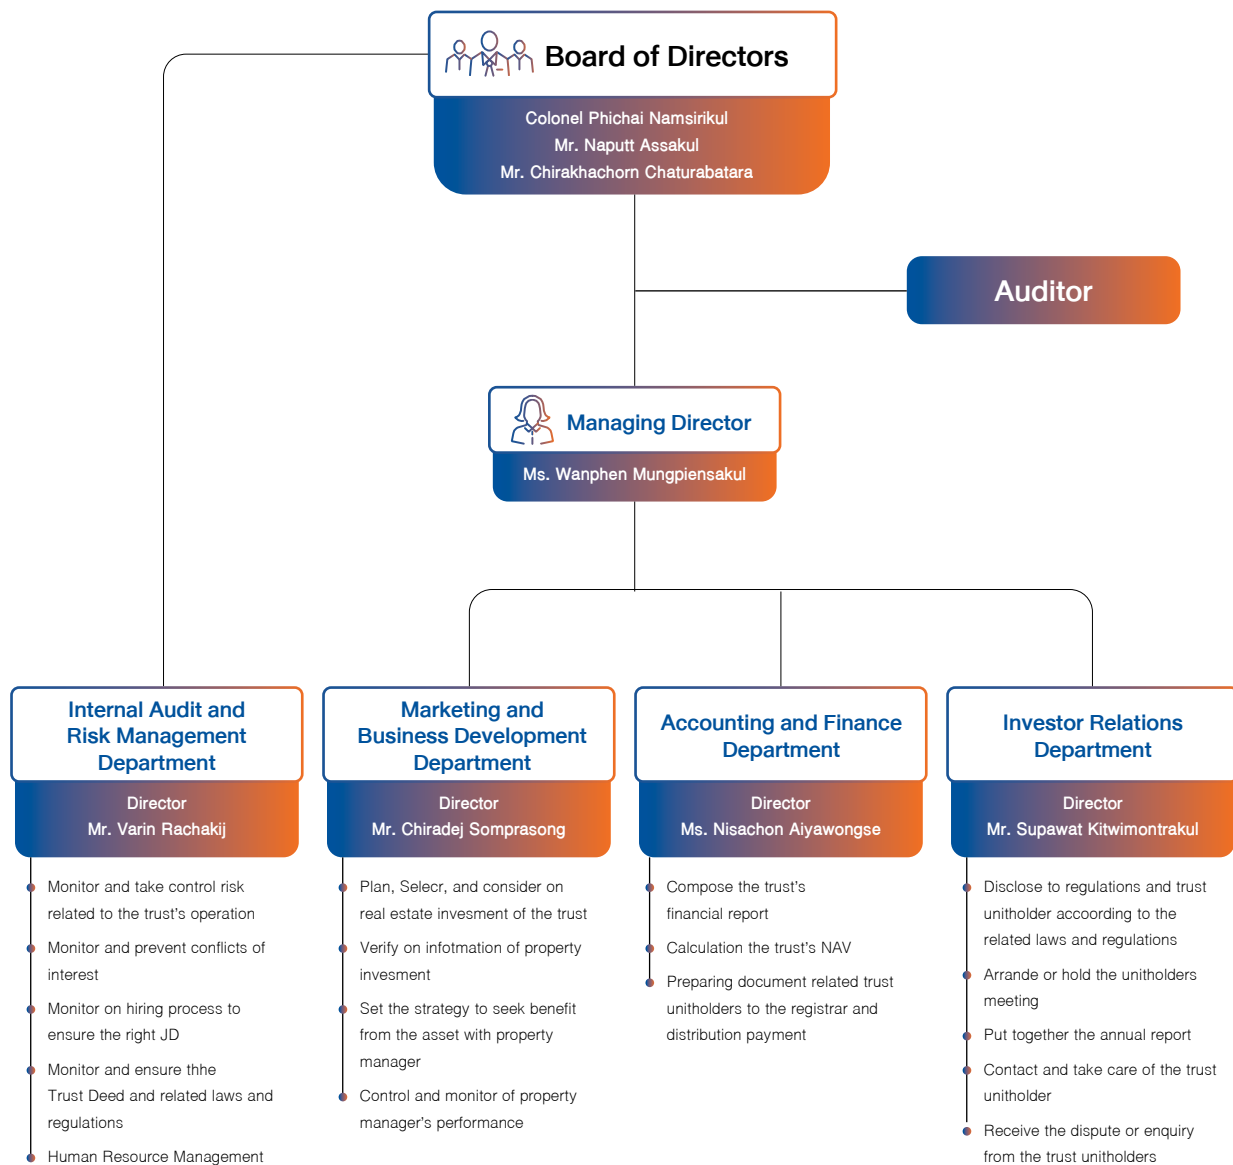 Board of Directors
Colonel Phichai Namsirikul
Mr. Naputt Assakul
Mr. Chirakhachorn Chaturabatara
Auditor
Managing Director
Ms. Wanphen Mungpiensakul
Internal Audit and
Risk Management
Department
Director
Mr. Varin Rachakij
Monitor and take control risk
related to the trust's operation
Monitor and prevent conflicts of
interest
Monitor on hiring process to
ensure the right JD
Monitor and ensure thhe
Trust Deed and related laws and
regulations
Human Resource Management
Marketing and
Business Development
Department
Director
Mr. Chiradej Somprasong
Plan, Selecr, and consider on
real estate invesment of the trust
Verify on infotmation of property
invesment
Set the strategy to seek benefit
from the asset with property
manager
Control and monitor of property
manager's performance
Accounting and Finance
Department
Director
Ms. Nisachon Aiyawongse
Compose the trust's
financial report
Calculation the trust's NAV
Preparing document related trust
unitholders to the registrar and
distribution payment
Investor Relations
Department
Director
Mr. Supawat Kitwimontrakul
Disclose to regulations and trust
unitholder accoording to the
related laws and regulations
Arrande or hold the unitholders
meeting
Put together the annual report
Contact and take care of the trust
unitholder
Receive the dispute or enquiry
from the trust unitholders